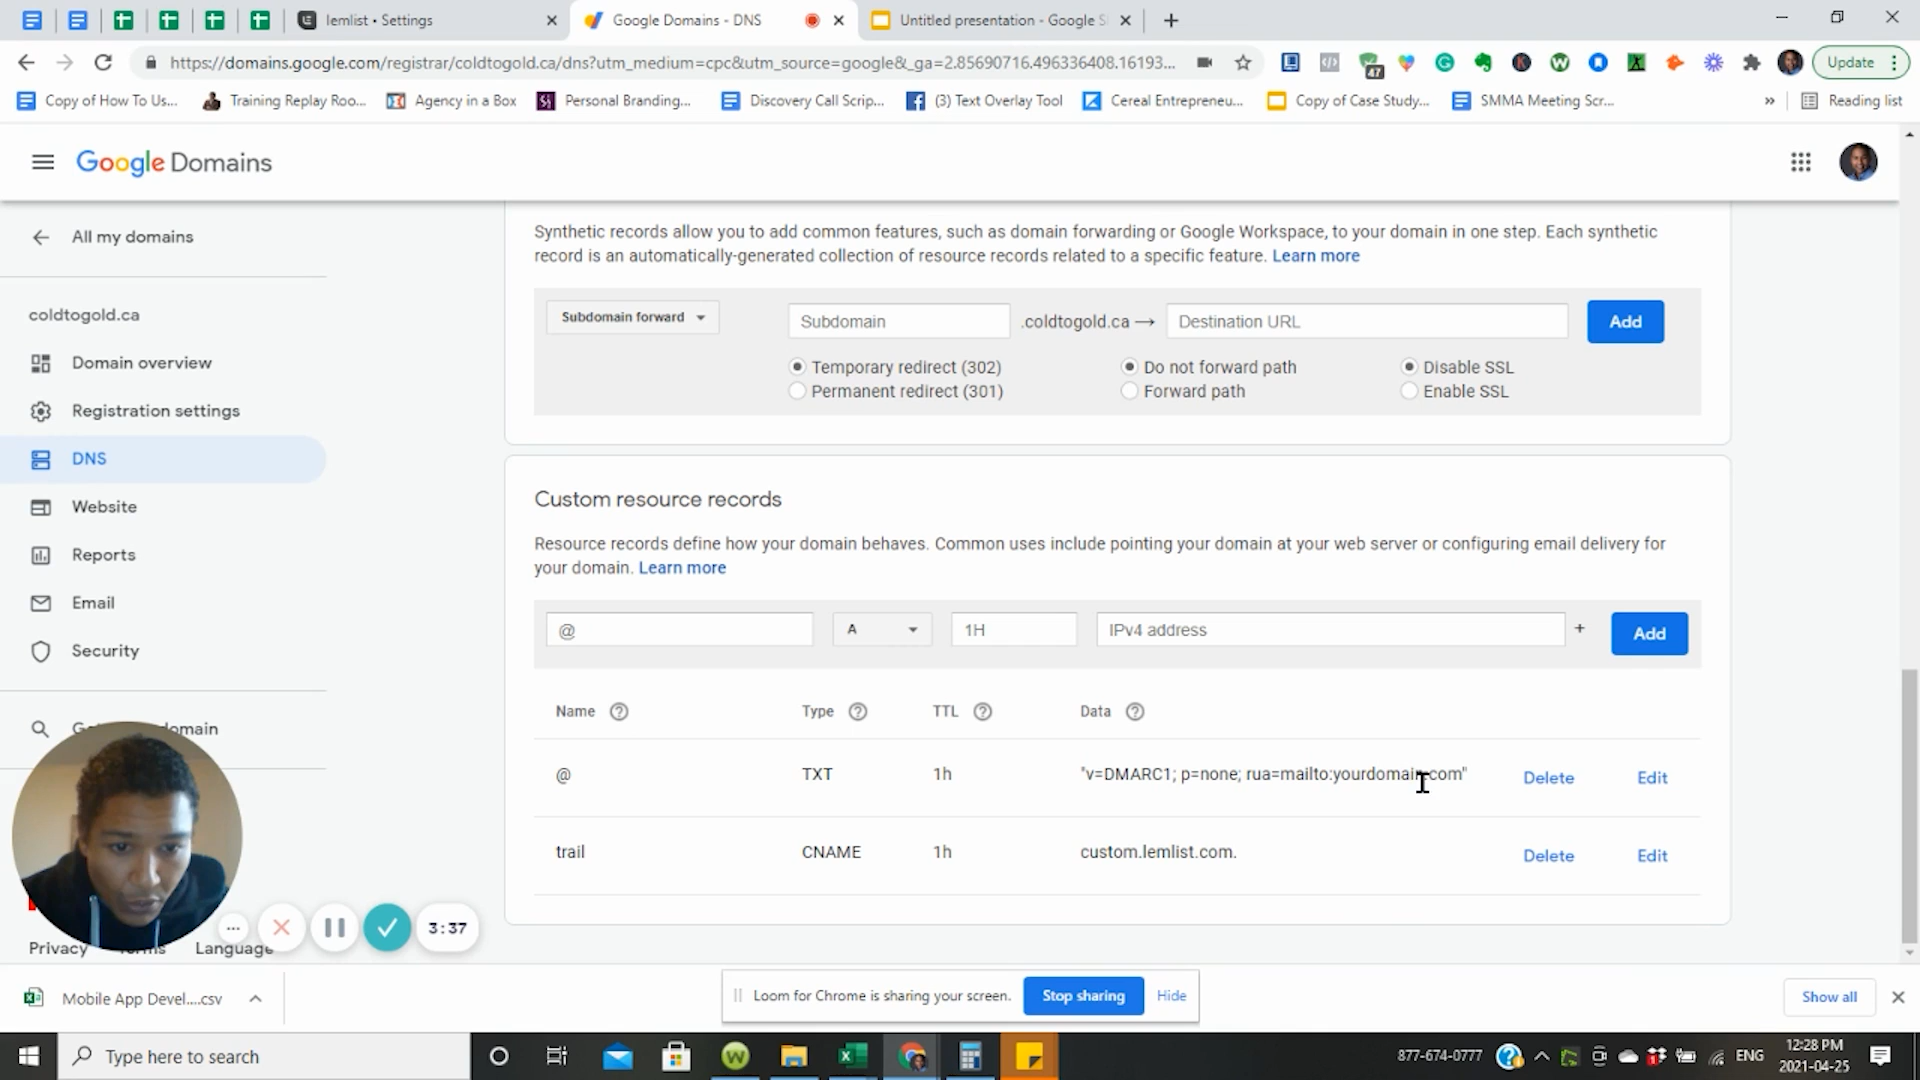 lemlist • Settings
Google Domains - DNS
Untitled presentation - Google S
https://domains.google.com/registrar/coldtogold.ca/dns?utm_medium=cpc&utm_source=google&_ga=2.85690716.496336408.16193...
47
Update
Copy of How To Us...
Training Replay Roo...
Agency in a Box
Personal Branding...
Discovery Call Scrip...
(3) Text Overlay Tool
Cereal Entrepreneu...
Copy of Case Study...
SMMA Meeting Scr...
»
Reading list
Google Domains
All my domains
coldtogold.ca
Domain overview
Registration settings
DNS
Website
Reports
Email
Security
omain
Privacy
Language
Synthetic records allow you to add common features, such as domain forwarding or Google Workspace, to your domain in one step. Each synthetic
record is an automatically-generated collection of resource records related to a specific feature. Learn more
Subdomain forward
Subdomain
.coldtogold.ca →
Destination URL
Add
Temporary redirect (302)
Do not forward path
Disable SSL
Permanent redirect (301)
Forward path
Enable SSL
Custom resource records
Resource records define how your domain behaves. Common uses include pointing your domain at your web server or configuring email delivery for
your domain. Learn more
@
A
1H
IPv4 address
+
Add
Name
Type
TTL
Data
@
TXT
1h
"v=DMARC1; p=none; rua=mailto:yourdomain.com"
Delete
Edit
trail
CNAME
1h
custom.lemlist.com.
Delete
Edit
3:37
Mobile App Devel....csv
Loom for Chrome is sharing your screen.
Stop sharing
Hide
Show all
Type here to search
877-674-0777
ENG
12:28 PM
2021-04-25